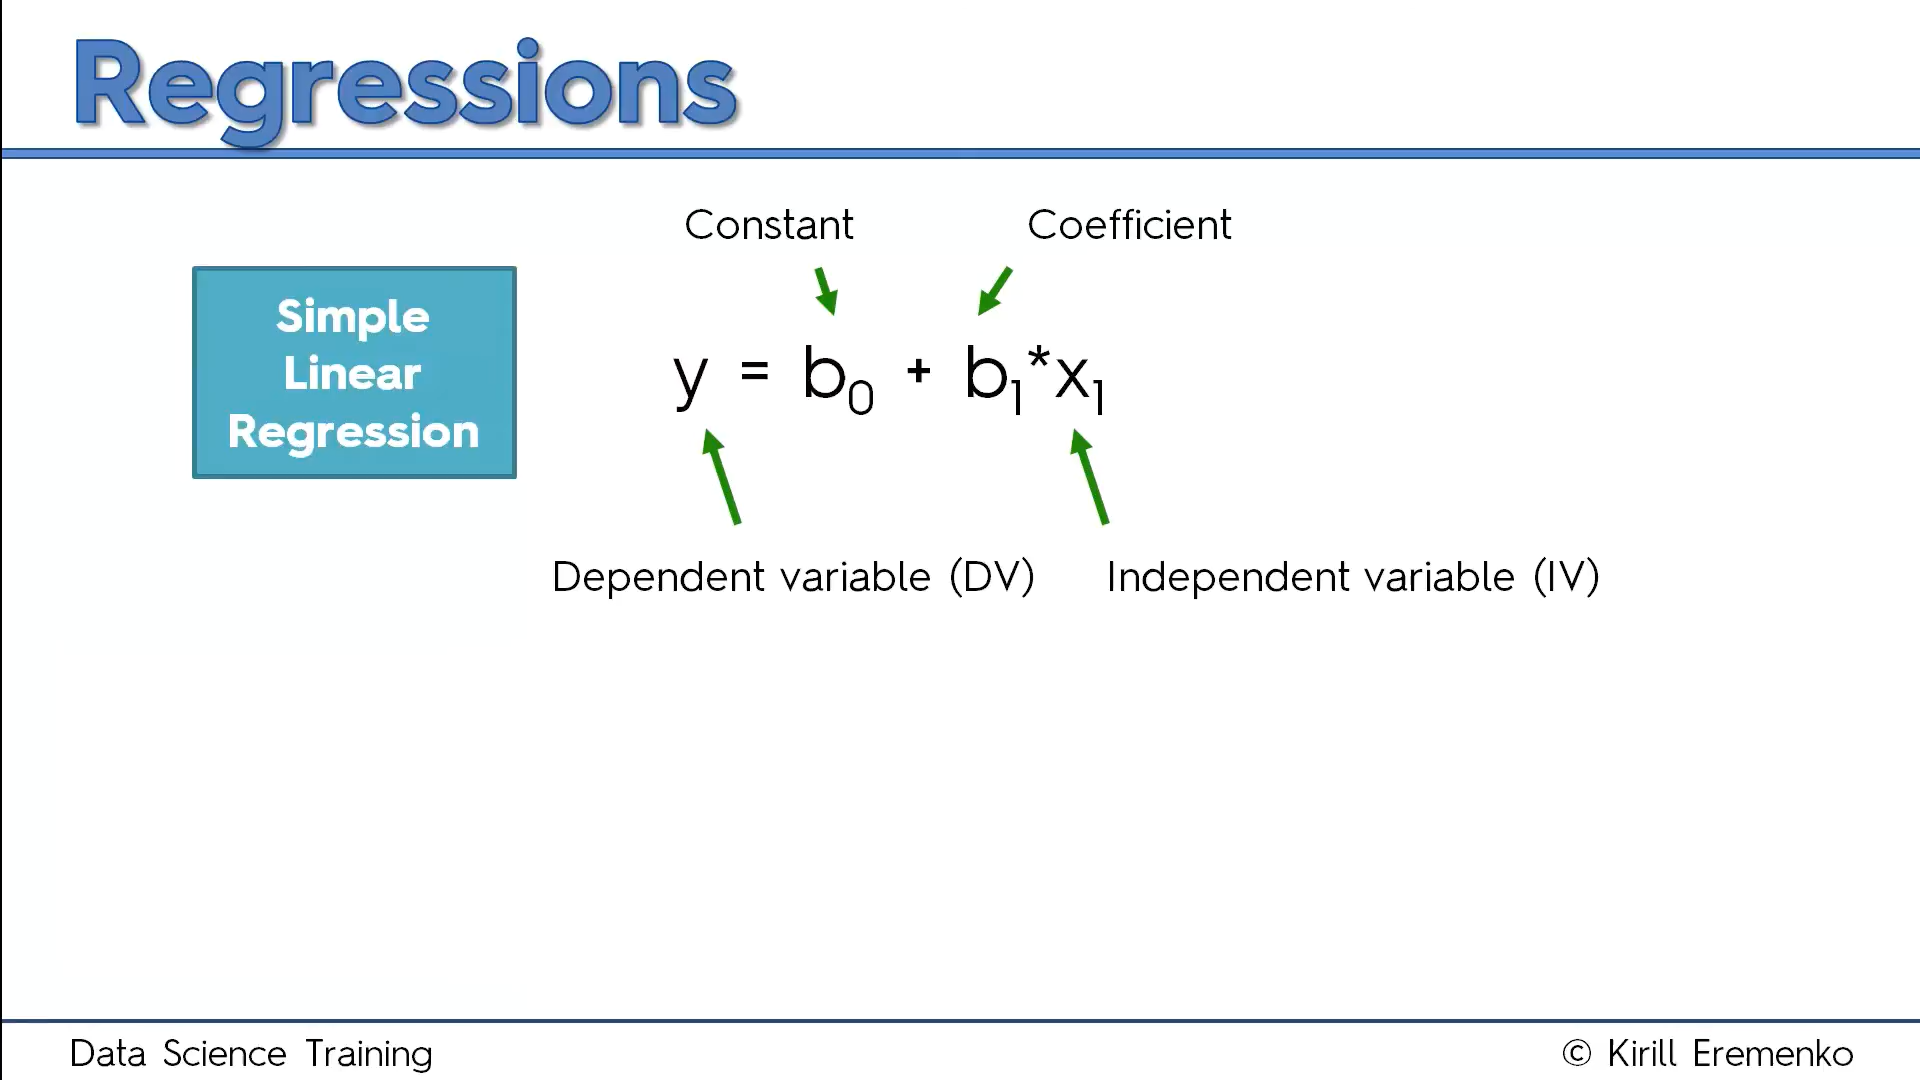 Regressions
Constant
Coefficient
Simple
Linear
Regression
y = b₀ + b₁*x₁
Dependent variable (DV)
Independent variable (IV)
Data Science Training
© Kirill Eremenko